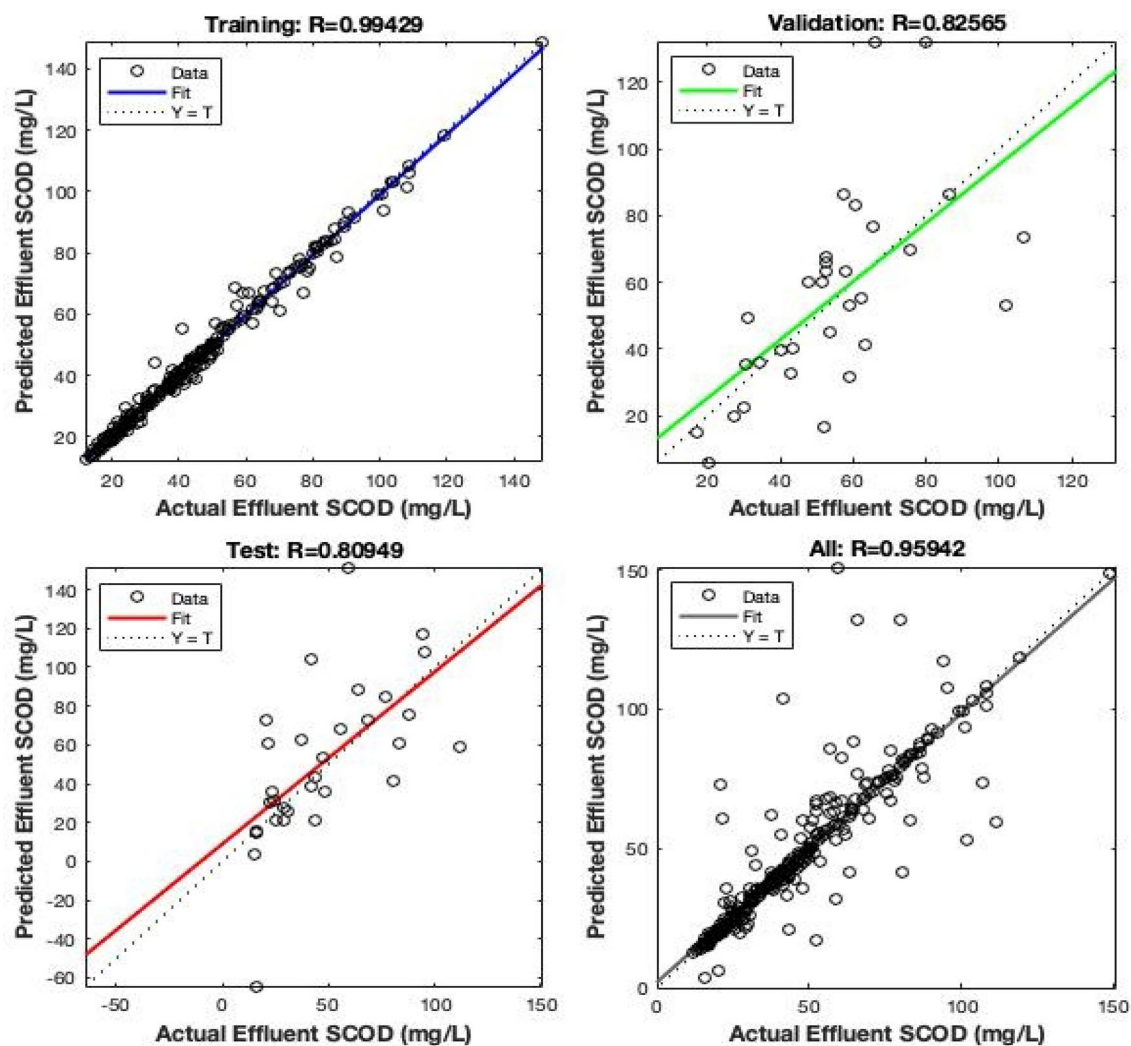 Training: R=0.99429
Data
Fit
Y = T
Predicted Effluent SCOD (mg/L)
140
120
100
80
60
40
20
20 40 60 80 100 120 140
Actual Effluent SCOD (mg/L)
Validation: R=0.82565
Data
Fit
Y = T
Predicted Effluent SCOD (mg/L)
120
100
80
60
40
20
20 40 60 80 100 120
Actual Effluent SCOD (mg/L)
Test: R=0.80949
Data
Fit
Y = T
Predicted Effluent SCOD (mg/L)
140
120
100
80
60
40
20
0
-20
-40
-60
-50 0 50 100 150
Actual Effluent SCOD (mg/L)
All: R=0.95942
Data
Fit
Y = T
Predicted Effluent SCOD (mg/L)
150
100
50
0
0 50 100 150
Actual Effluent SCOD (mg/L)